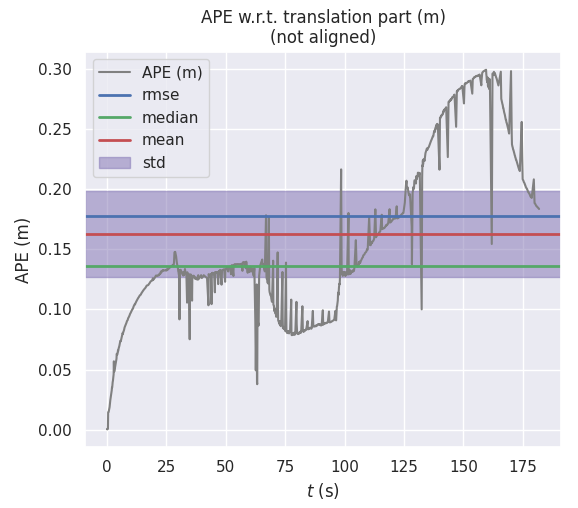 APE w.r.t. translation part (m)
(not aligned)
APE (m)
rmse
median
mean
std
APE (m)
0.30
0.25
0.20
0.15
0.10
0.05
0.00
0 25 50 75 100 125 150 175
t (s)